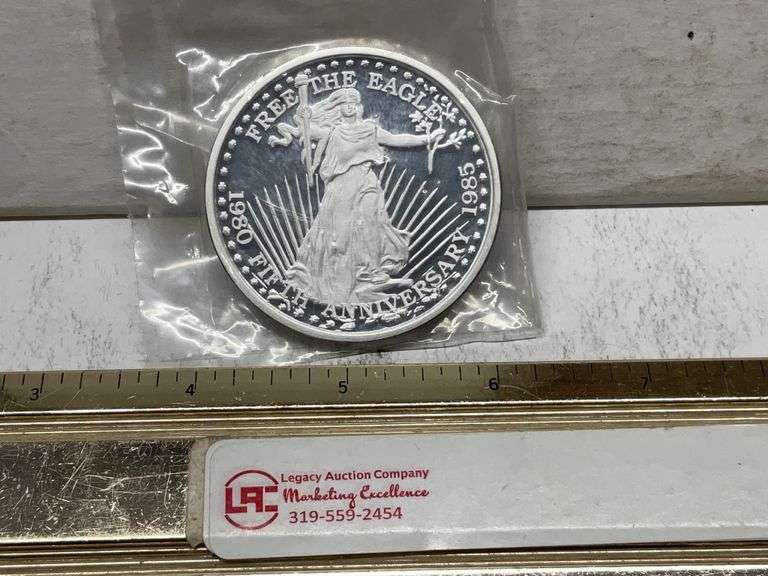 FREE THE EAGLE
1980 FIFTH ANNIVERSARY 1985
3 4 5 6 7
LAC
Legacy Auction Company
Marketing Excellence
319-559-2454